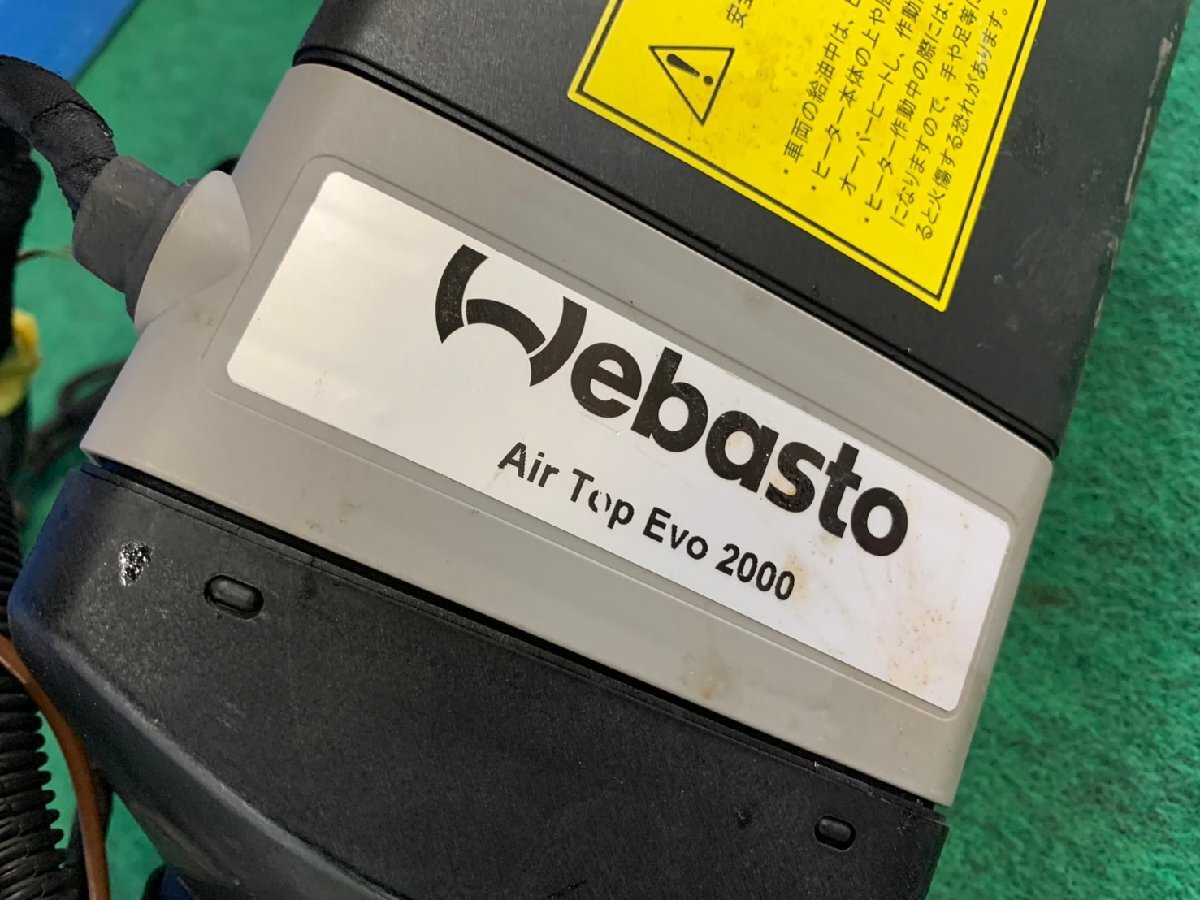 安全
・車両の給油中は、
・ヒーター本体の上や
オーバーヒートし、作動
・ヒーター作動中の際には、
になりますので、手や足等に
ると火傷する恐れがあります。
Webasto
Air Top Evo 2000